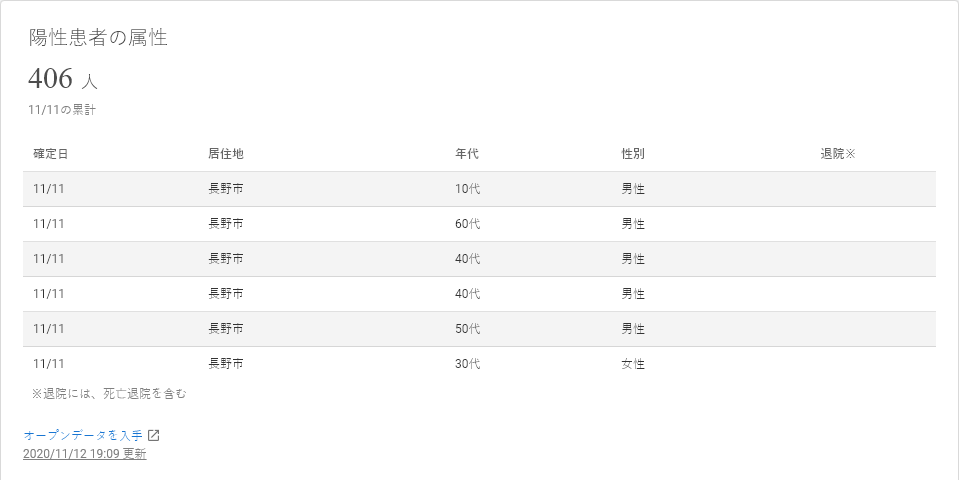 陽性患者の属性
406 人
11/11の累計
確定日 居住地 年代 性別 退院※
11/11 長野市 10代 男性
11/11 長野市 60代 男性
11/11 長野市 40代 男性
11/11 長野市 40代 男性
11/11 長野市 50代 男性
11/11 長野市 30代 女性
※退院には、死亡退院を含む
オープンデータを入手
2020/11/12 19:09 更新